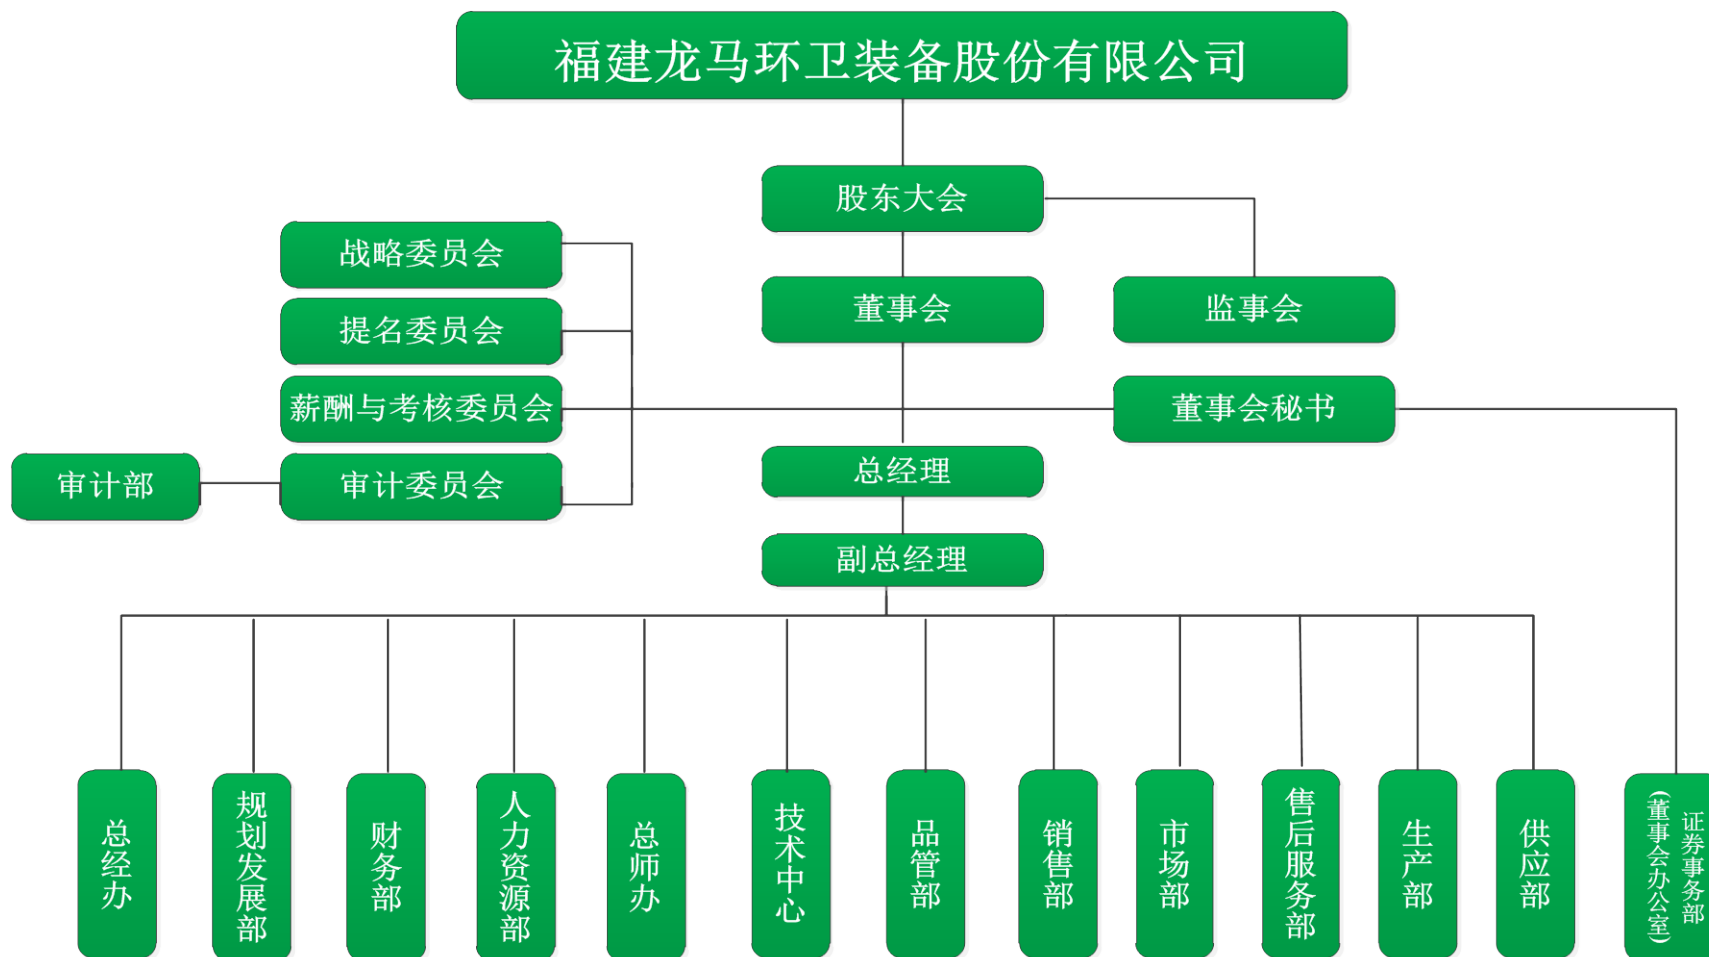 福建龙马环卫装备股份有限公司
股东大会
战略委员会
董事会
监事会
提名委员会
薪酬与考核委员会
董事会秘书
审计部
审计委员会
总经理
副总经理
总经办
规划发展部
财务部
人力资源部
总师办
技术中心
品管部
销售部
市场部
售后服务部
生产部
供应部
证券事务部
(董事会办公室)